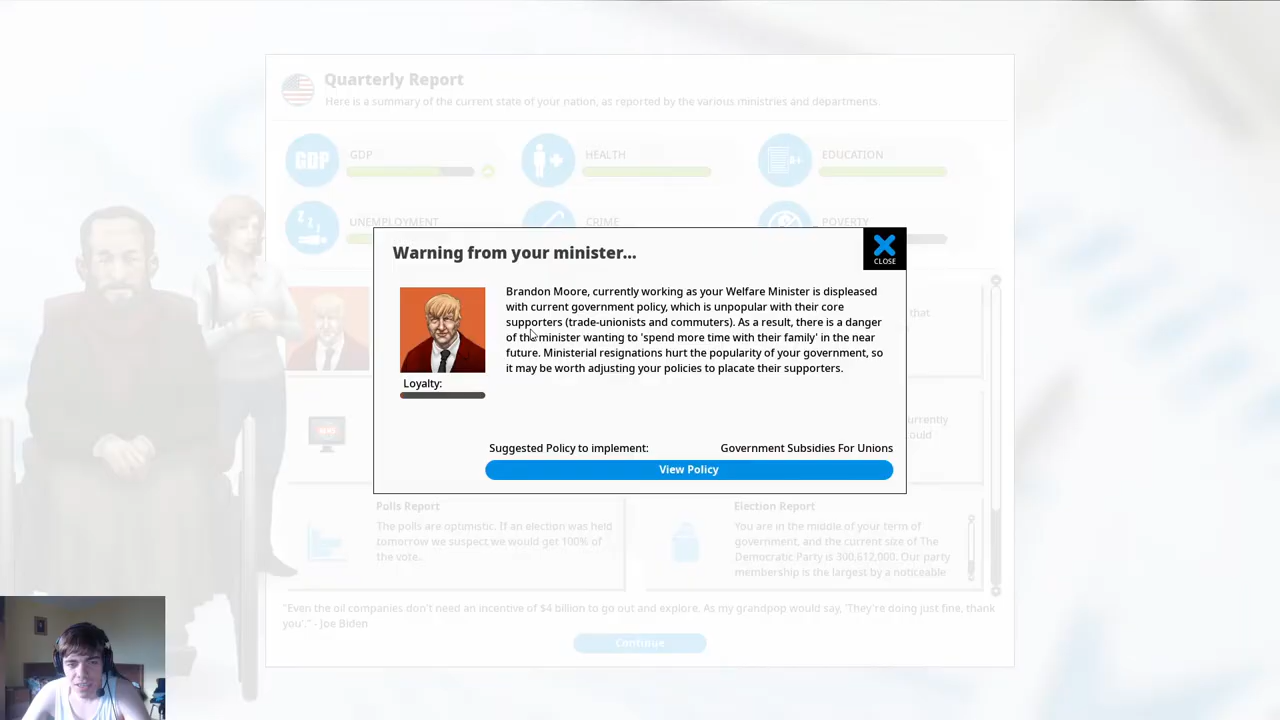 Quarterly Report
Here is a summary of the current state of your nation, as reported by the various ministries and departments.
GDP
GDP
HEALTH
EDUCATION
UNEMPLOYMENT
CRIME
POVERTY
Warning from your minister...
CLOSE
Brandon Moore, currently working as your Welfare Minister is displeased
with current government policy, which is unpopular with their core
supporters (trade-unionists and commuters). As a result, there is a danger
of the minister wanting to 'spend more time with their family' in the near
future. Ministerial resignations hurt the popularity of your government, so
it may be worth adjusting your policies to placate their supporters.
Loyalty:
that
urrently
ould
Suggested Policy to implement:
Government Subsidies For Unions
View Policy
Polls Report
The polls are optimistic. If an election was held
tomorrow we suspect we would get 100% of
the vote.
Election Report
You are in the middle of your term of
government, and the current size of The
Democratic Party is 300,612,000. Our party
membership is the largest by a noticeable
"Even the oil companies don't need an incentive of $4 billion to go out and explore. As my grandpop would say, 'They're doing just fine, thank
you'." - Joe Biden
Continue